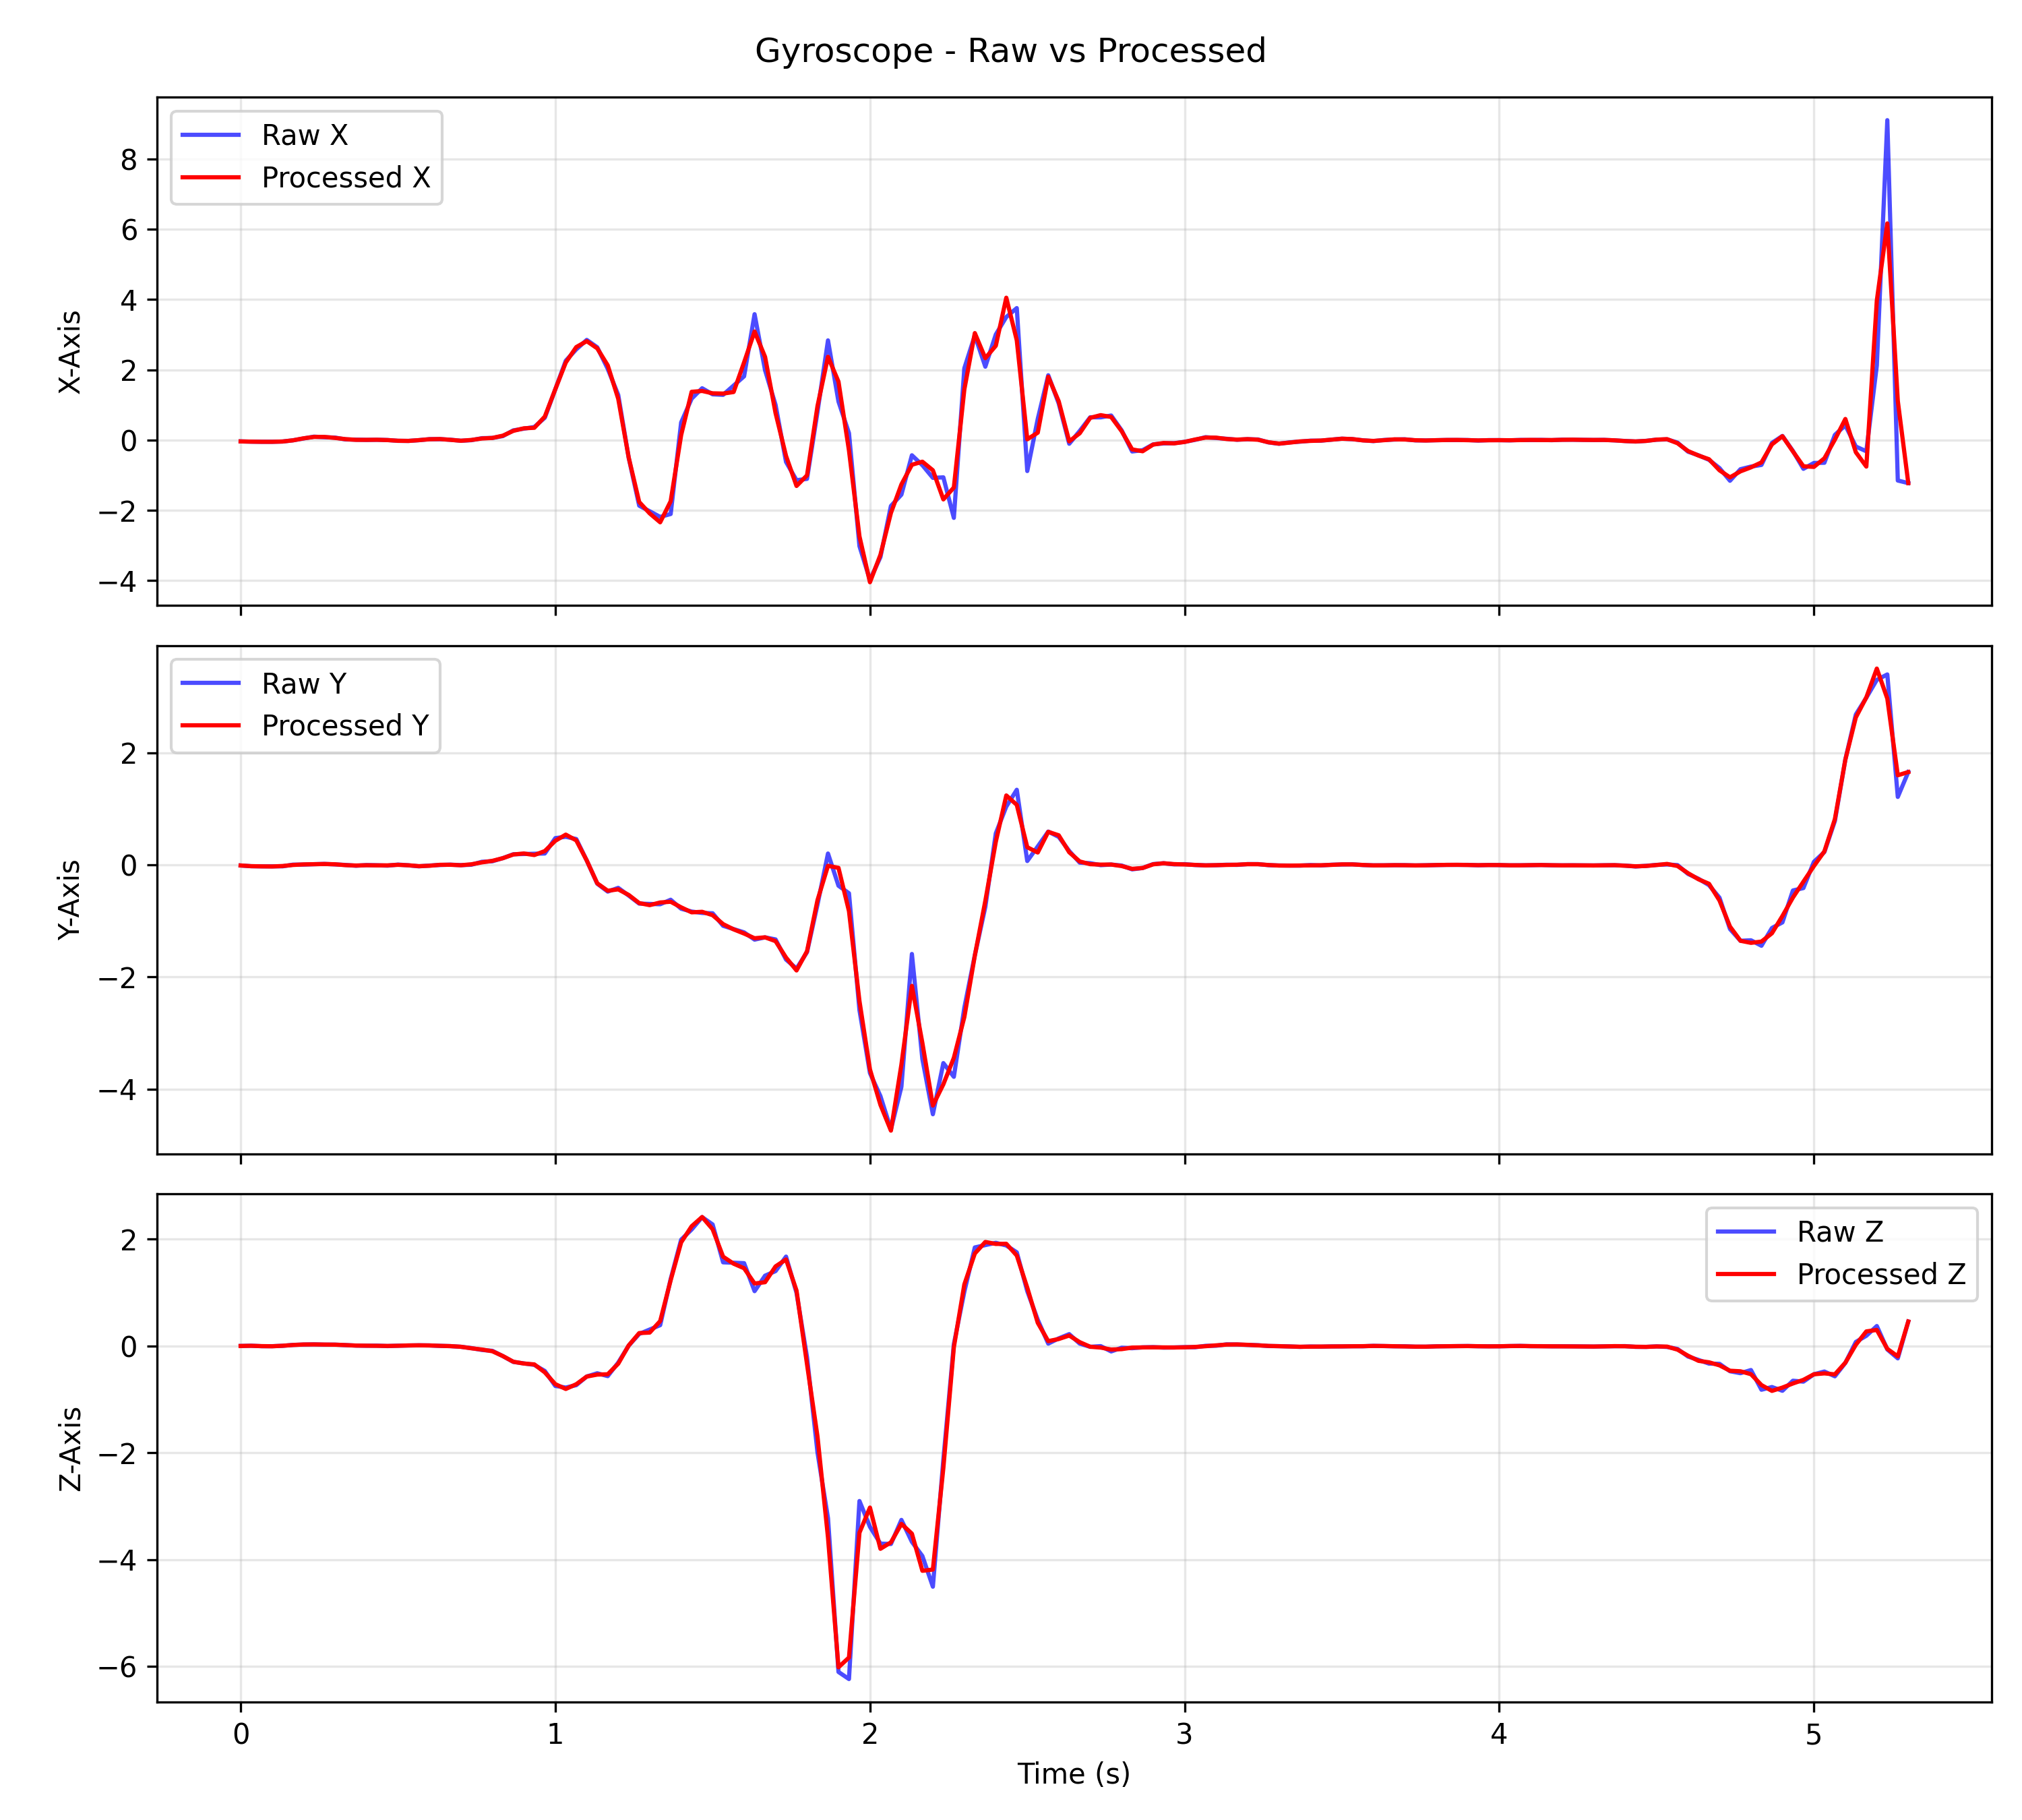 Gyroscope - Raw vs Processed
Raw X
Processed X
8
6
4
2
0
−2
−4
X-Axis
Raw Y
Processed Y
2
0
−2
−4
Y-Axis
Raw Z
Processed Z
2
0
−2
−4
−6
Z-Axis
0 1 2 3 4 5
Time (s)